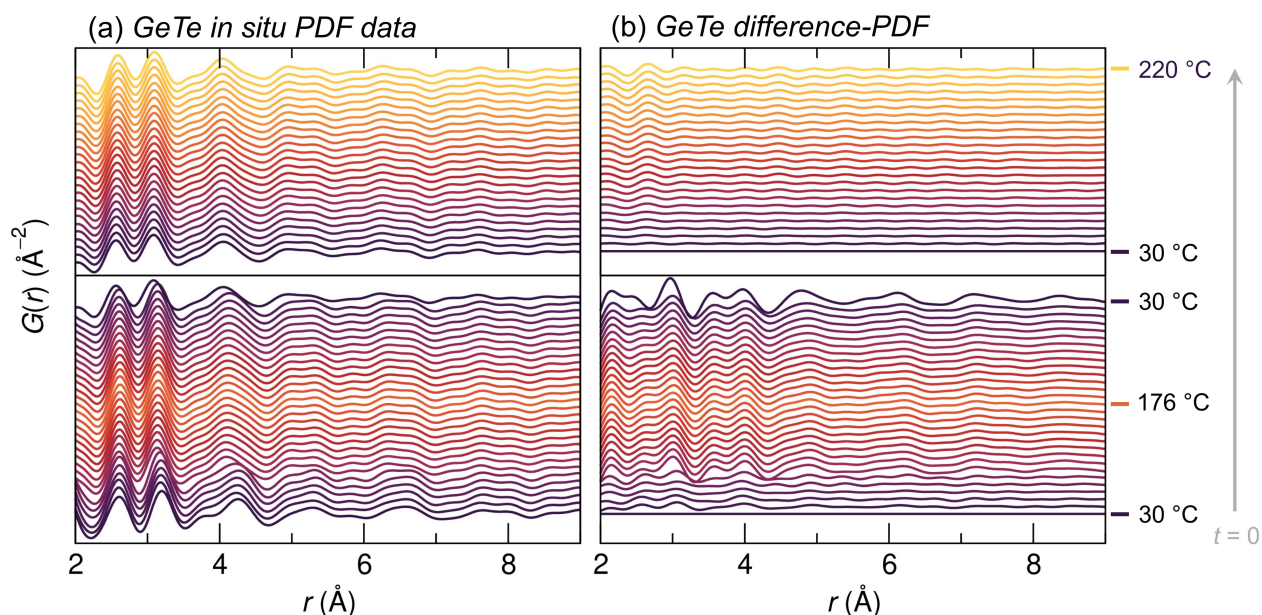 (a) GeTe in situ PDF data
(b) GeTe difference-PDF
G(r) (Å⁻²)
220 °C
30 °C
30 °C
176 °C
30 °C
t = 0
2 4 6 8
2 4 6 8
r (Å)
r (Å)